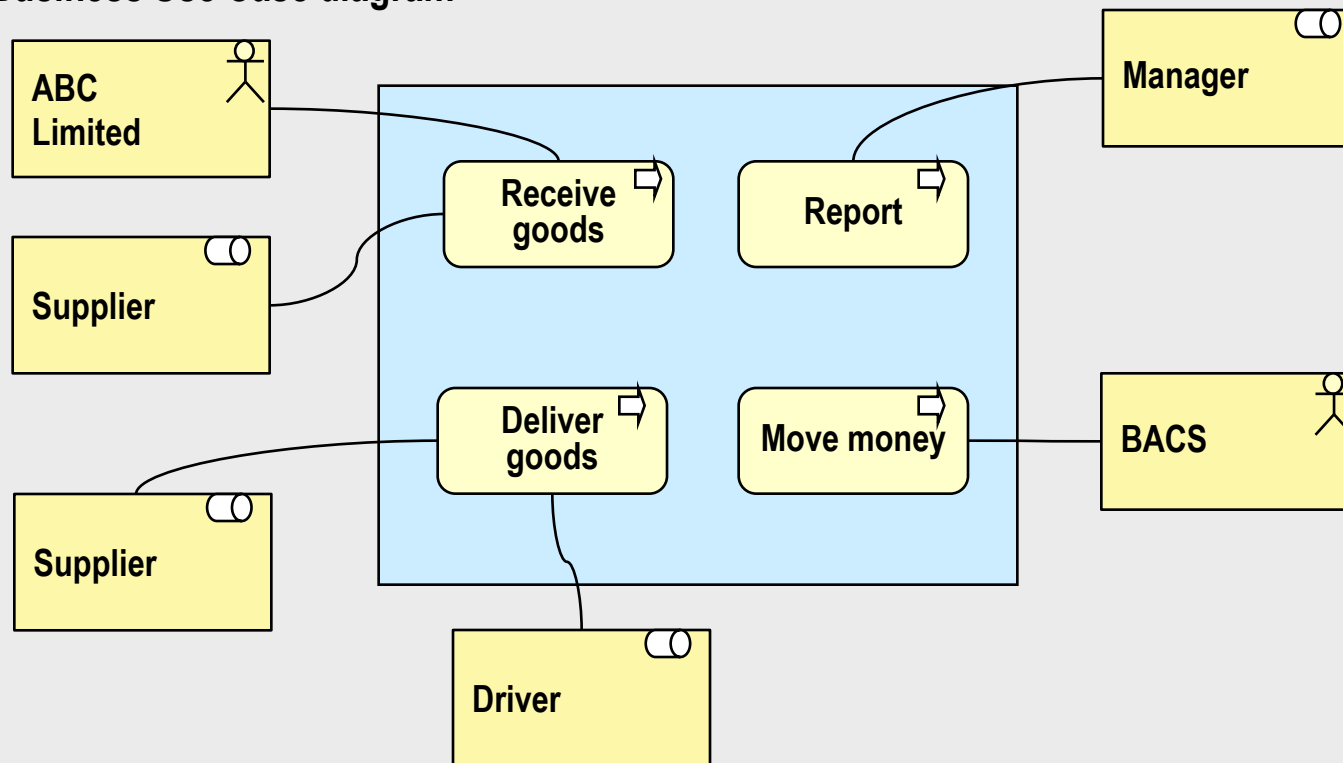 ABC
Limited
Manager
Receive
goods
Report
Supplier
Deliver
goods
Move money
BACS
Supplier
Driver